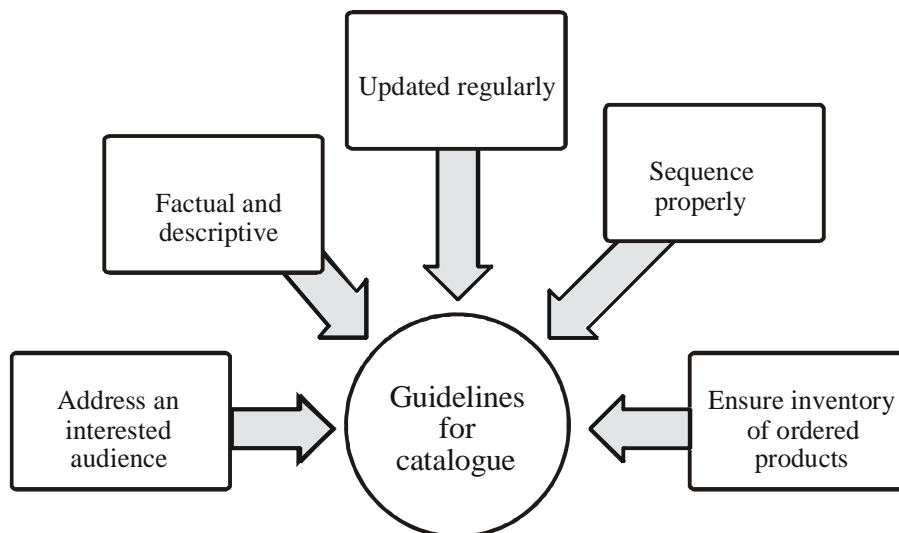 Updated regularly
Factual and
descriptive
Sequence
properly
Address an
interested
audience
Guidelines
for
catalogue
Ensure inventory
of ordered
products